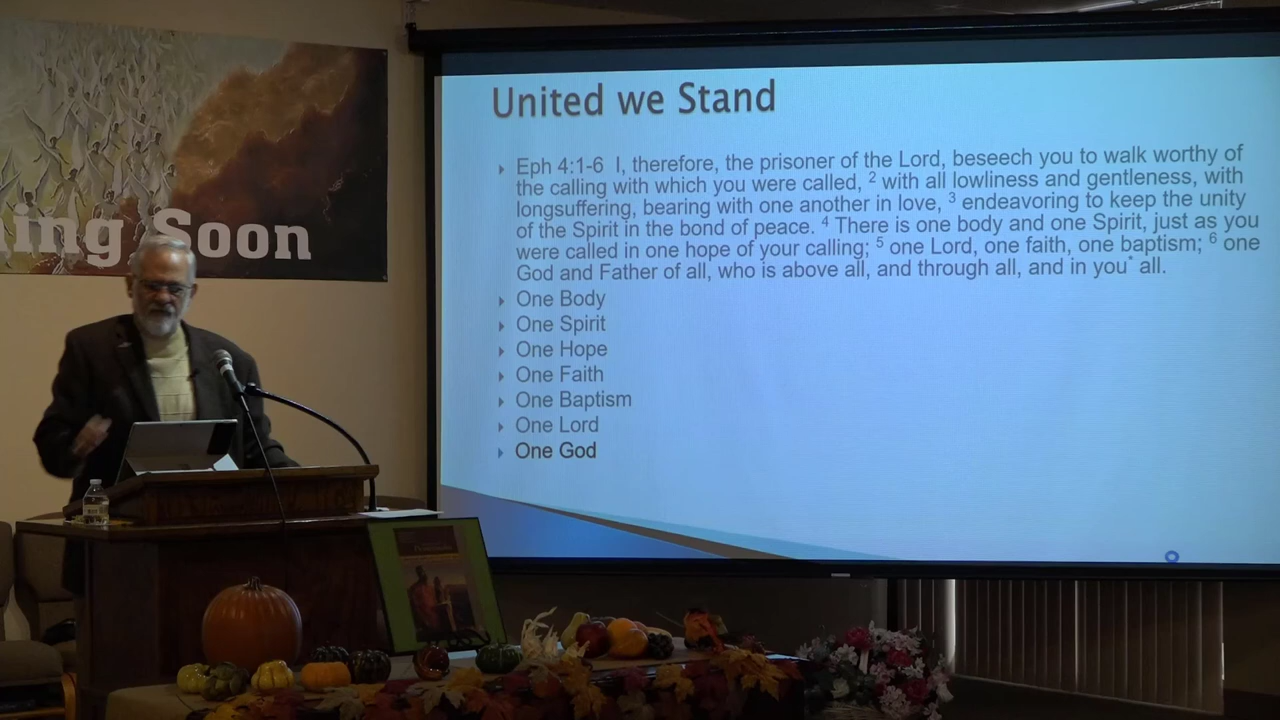 ing Soon
United we Stand
Eph 4:1-6 I, therefore, the prisoner of the Lord, beseech you to walk worthy of
the calling with which you were called, 2 with all lowliness and gentleness, with
longsuffering, bearing with one another in love, 3 endeavoring to keep the unity
of the Spirit in the bond of peace. 4 There is one body and one Spirit, just as you
were called in one hope of your calling; 5 one Lord, one faith, one baptism; 6 one
God and Father of all, who is above all, and through all, and in you* all.
One Body
One Spirit
One Hope
One Faith
One Baptism
One Lord
One God